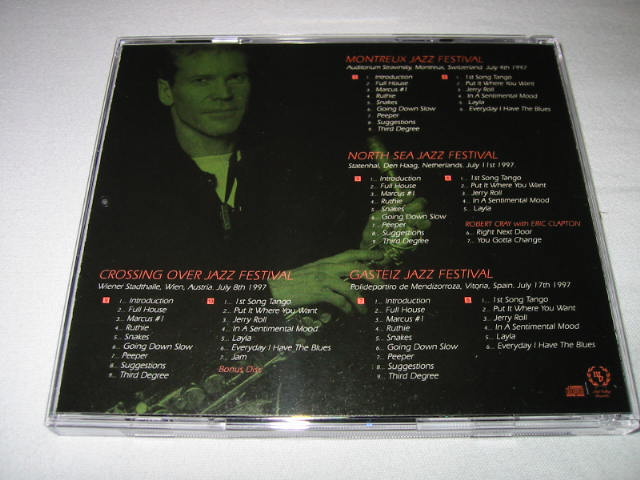 MONTREUX JAZZ FESTIVAL
Auditorium Stravinsky, Montreux, Switzerland. July 4th 1997
1. Introduction
2. Full House
3. Marcus #1
4. Ruthie
5. Snakes
6. Going Down Slow
7. Peeper
8. Suggestions
9. Third Degree
1. 1st Song Tango
2. Put It Where You Want
3. Jerry Roll
4. In A Sentimental Mood
5. Layla
6. Everyday I Have The Blues
NORTH SEA JAZZ FESTIVAL
Statenhal, Den Haag, Netherlands. July 11st 1997.
1... Introduction
2... Full House
3... Marcus #1
4... Ruthie
5... Snakes
6... Going Down Slow
7... Peeper
8... Suggestions
9... Third Degree
1... 1st Song Tango
2... Put It Where You Want
3... Jerry Roll
4... In A Sentimental Mood
5... Layla
ROBERT CRAY with ERIC CLAPTON
6... Right Next Door
7... You Gotta Change
CROSSING OVER JAZZ FESTIVAL
Wiener Stadthalle, Wien, Austria. July 8th 1997
1... Introduction
2... Full House
3... Marcus #1
4... Ruthie
5... Snakes
6... Going Down Slow
7... Peeper
8... Suggestions
9... Third Degree
1... 1st Song Tango
2... Put It Where You Want
3... Jerry Roll
4... In A Sentimental Mood
5... Layla
6... Everyday I Have The Blues
7... Jam
Bonus Disc
GASTEIZ JAZZ FESTIVAL
Polideportiro de Mendizorroza, Vitoria, Spain. July 17th 1997
1... Introduction
2... Full House
3... Marcus #1
4... Ruthie
5... Snakes
6... Going Down Slow
7... Peeper
8... Suggestions
9... Third Degree
1... 1st Song Tango
2... Put It Where You Want
3... Jerry Roll
4... In A Sentimental Mood
5... Layla
6... Everyday I Have The Blues